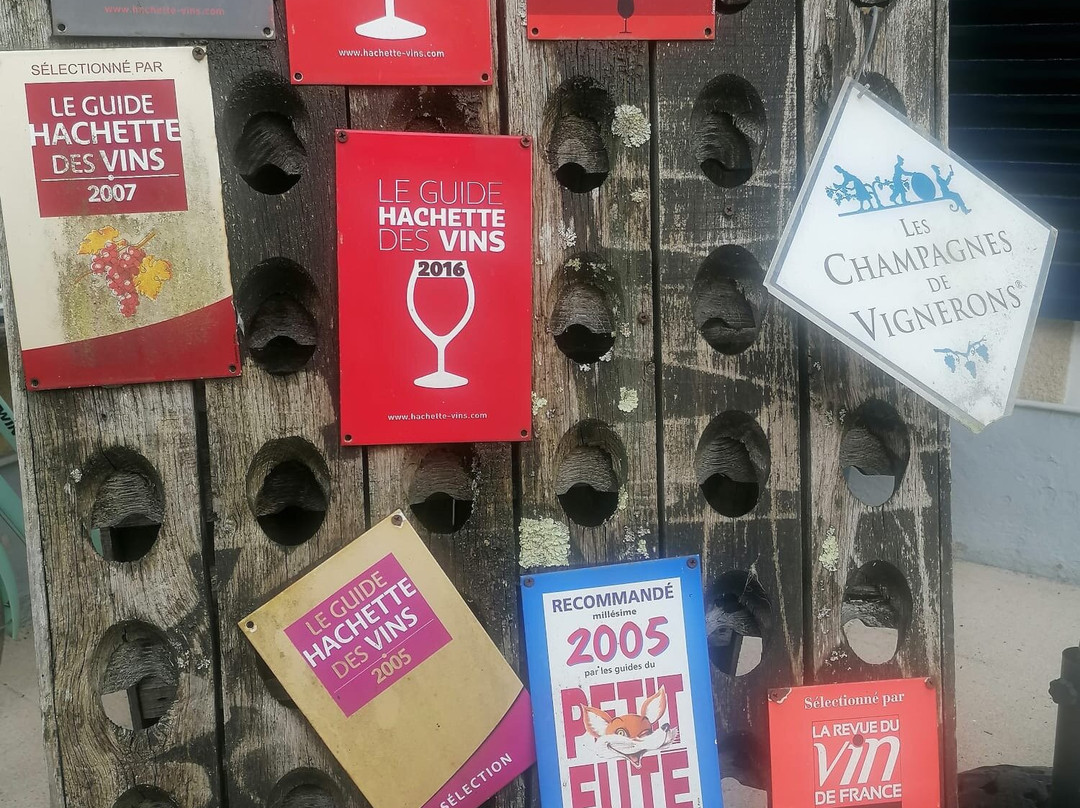 www.hachette-vins.com
www.hachette-vins.com
SÉLECTIONNÉ PAR
LE GUIDE
HACHETTE
DES VINS
2007
LE GUIDE
HACHETTE
DES VINS
2016
www.hachette-vins.com
LES
CHAMPAGNES
DE
VIGNERONS®
LE GUIDE
HACHETTE
DES VINS
2005
SÉLECTION
RECOMMANDÉ
millésime
2005
par les guides du
PETIT
FUTE
Sélectionné par
LA REVUE DU
vin
DE FRANCE